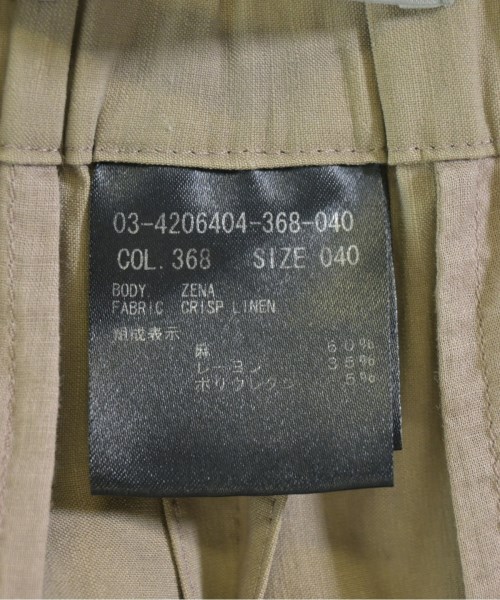 03-4206404-368-040
COL. 368 SIZE 040
BODY ZENA
FABRIC CRISP LINEN
組成表示
麻 60%
レーヨン 35%
ポリウレタン 5%